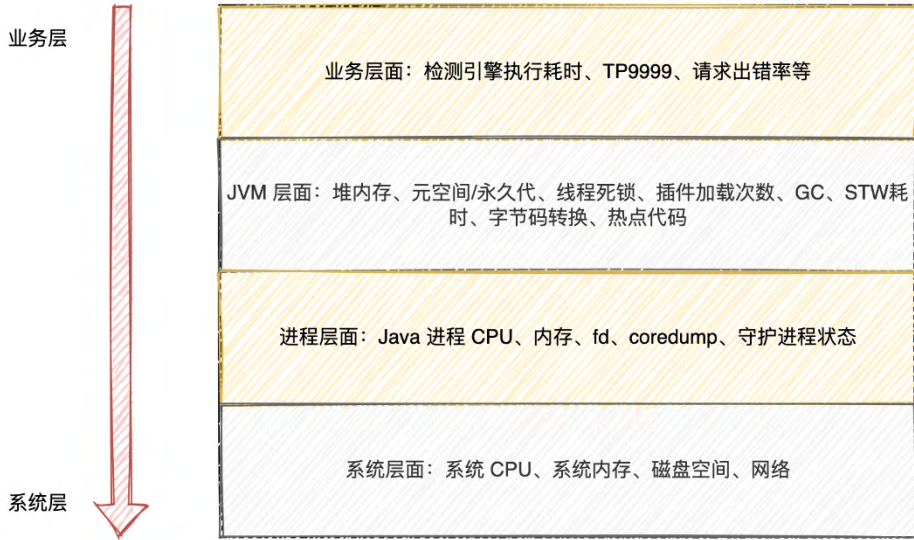 业务层
业务层面：检测引擎执行耗时、TP9999、请求出错率等
JVM 层面：堆内存、元空间/永久代、线程死锁、插件加载次数、GC、STW耗
时、字节码转换、热点代码
进程层面：Java 进程 CPU、内存、fd、coredump、守护进程状态
系统层面：系统 CPU、系统内存、磁盘空间、网络
系统层